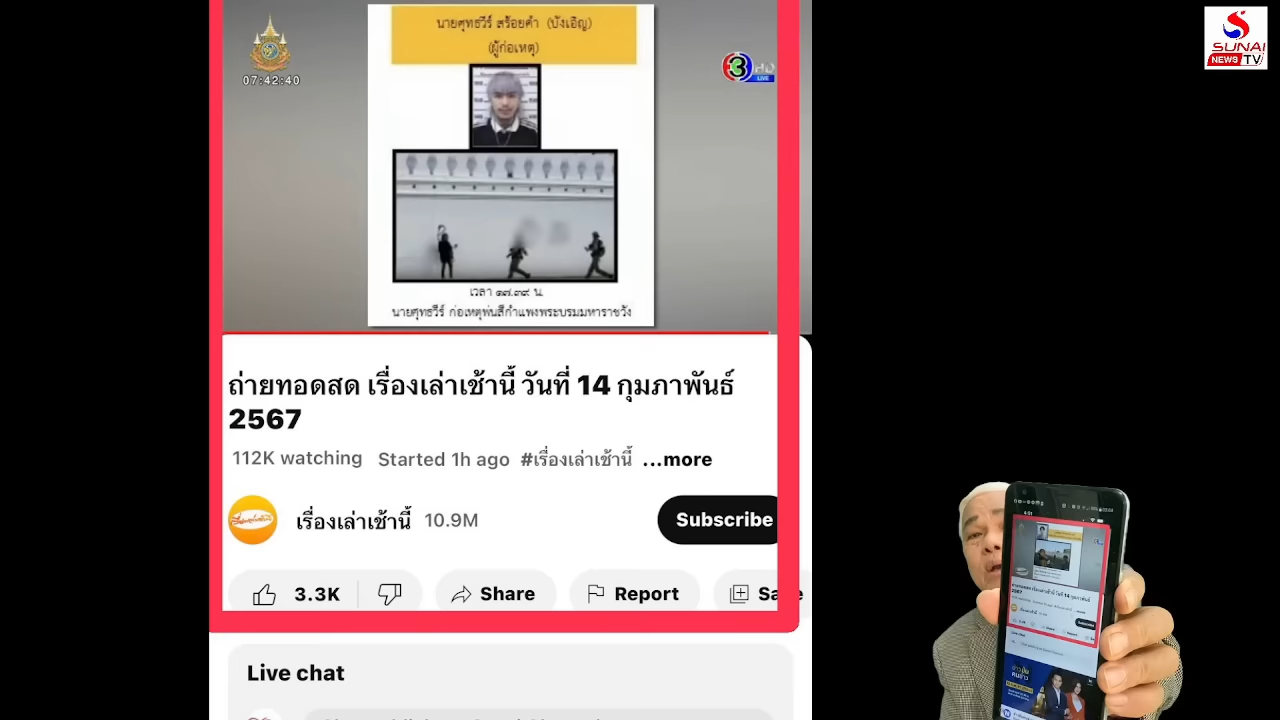 นายศุทธวีร์ สร้อยคำ (บังเอิญ)
(ผู้ก่อเหตุ)
07:42:40
3
LIVE
SUNAI
NEWS TV
เวลา ๑๗.๓๙ น.
นายศุทธวีร์ ก่อเหตุพ่นสีกำแพงพระบรมมหาราชวัง
ถ่ายทอดสด เรื่องเล่าเช้านี้ วันที่ 14 กุมภาพันธ์
2567
112K watching Started 1h ago #เรื่องเล่าเช้านี้ ...more
เรื่องเล่าเช้านี้ 10.9M
Subscribe
3.3K
Share
Report
Live chat